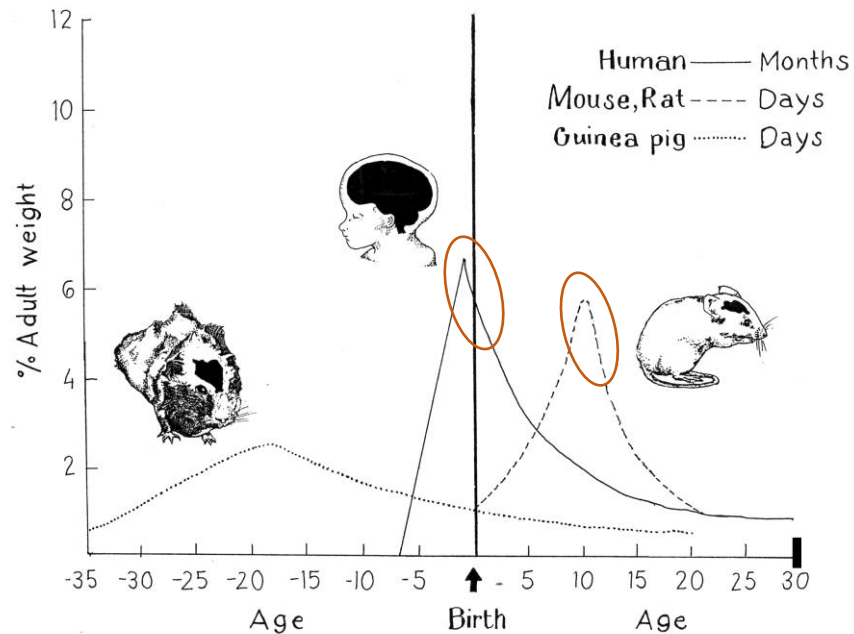 12
10
8
6
4
2
% Adult weight
Human — Months
Mouse, Rat ---- Days
Guinea pig ........ Days
-35 -30 -25 -20 -15 -10 -5 - 5 10 15 20 25 30
Age Birth Age